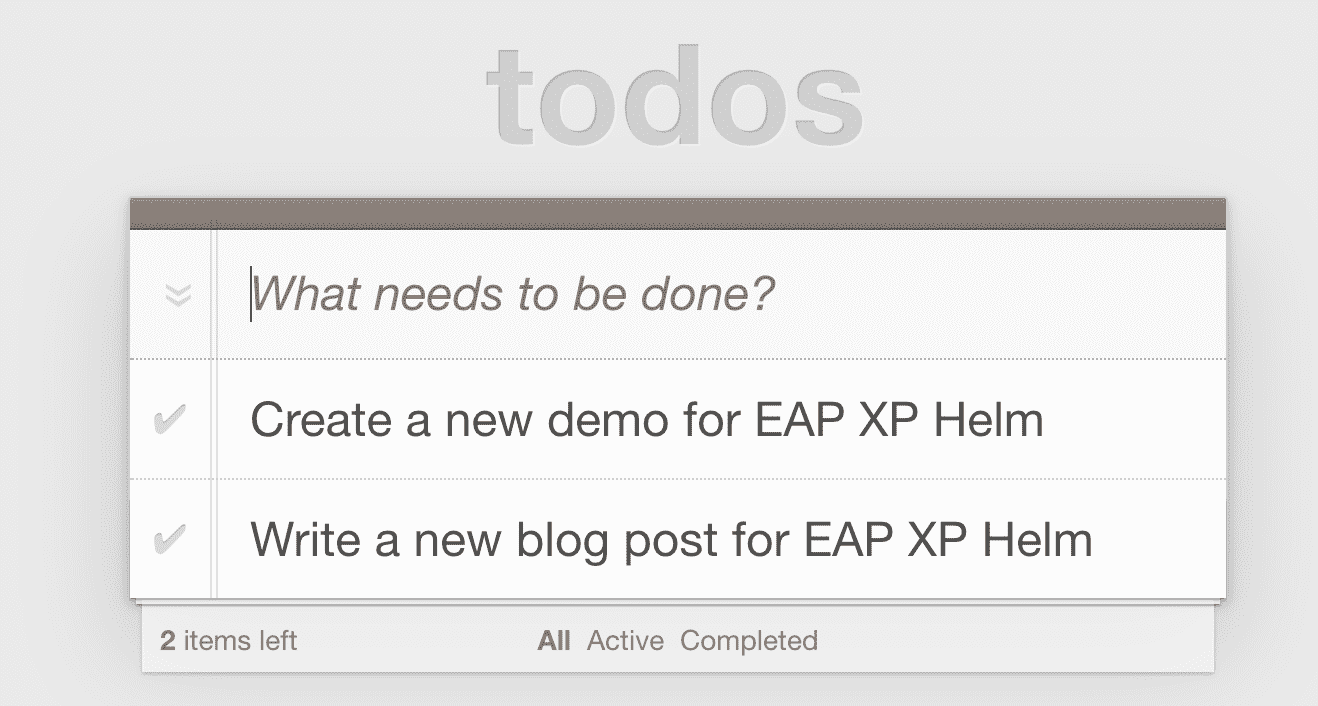 todos
What needs to be done?
Create a new demo for EAP XP Helm
Write a new blog post for EAP XP Helm
2 items left All Active Completed